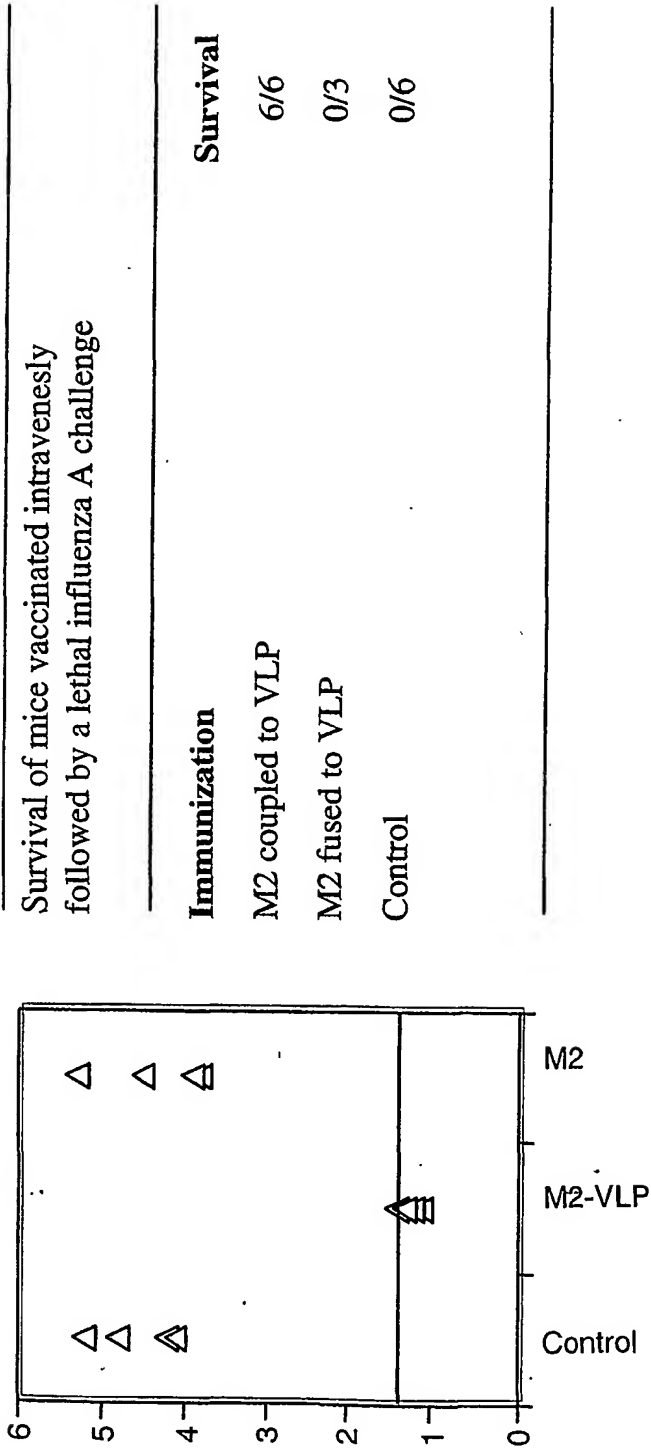 Survival of mice vaccinated intravenesly
followed by a lethal influenza A challenge
Immunization Survival
M2 coupled to VLP 6/6
M2 fused to VLP 0/3
Control 0/6
6
5
4
3
2
1
0
Control M2-VLP M2